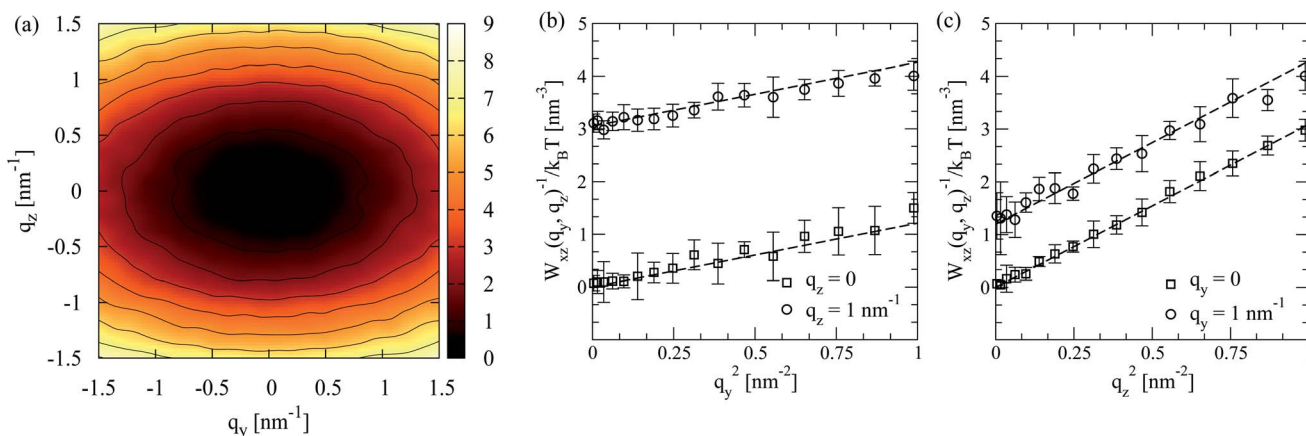 (a)
1.5
1
0.5
0
-0.5
-1
-1.5
q_z [nm^-1]
-1.5 -1 -0.5 0 0.5 1 1.5
q_y [nm^-1]
9
8
7
6
5
4
3
2
1
0
(b)
5
4
3
2
1
0
W_xz(q_y, q_z)^-1/k_BT [nm^-3]
q_z = 0
q_z = 1 nm^-1
0 0.25 0.5 0.75 1
q_y^2 [nm^-2]
(c)
5
4
3
2
1
0
W_xz(q_y, q_z)^-1/k_BT [nm^-3]
q_y = 0
q_y = 1 nm^-1
0 0.25 0.5 0.75
q_z^2 [nm^-2]